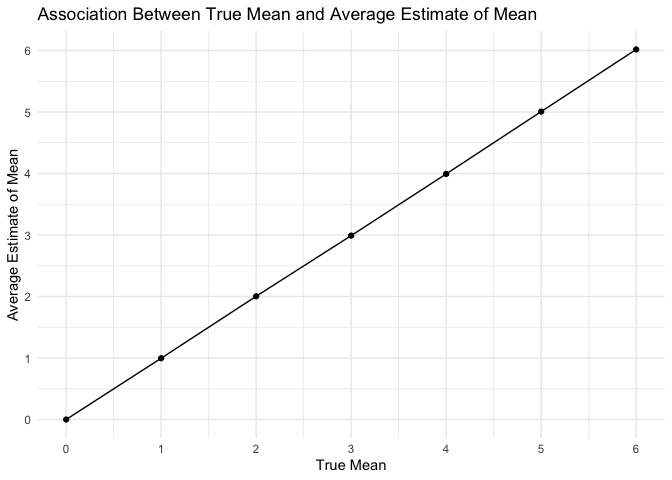 Association Between True Mean and Average Estimate of Mean
Average Estimate of Mean
6
5
4
3
2
1
0
0 1 2 3 4 5 6
True Mean